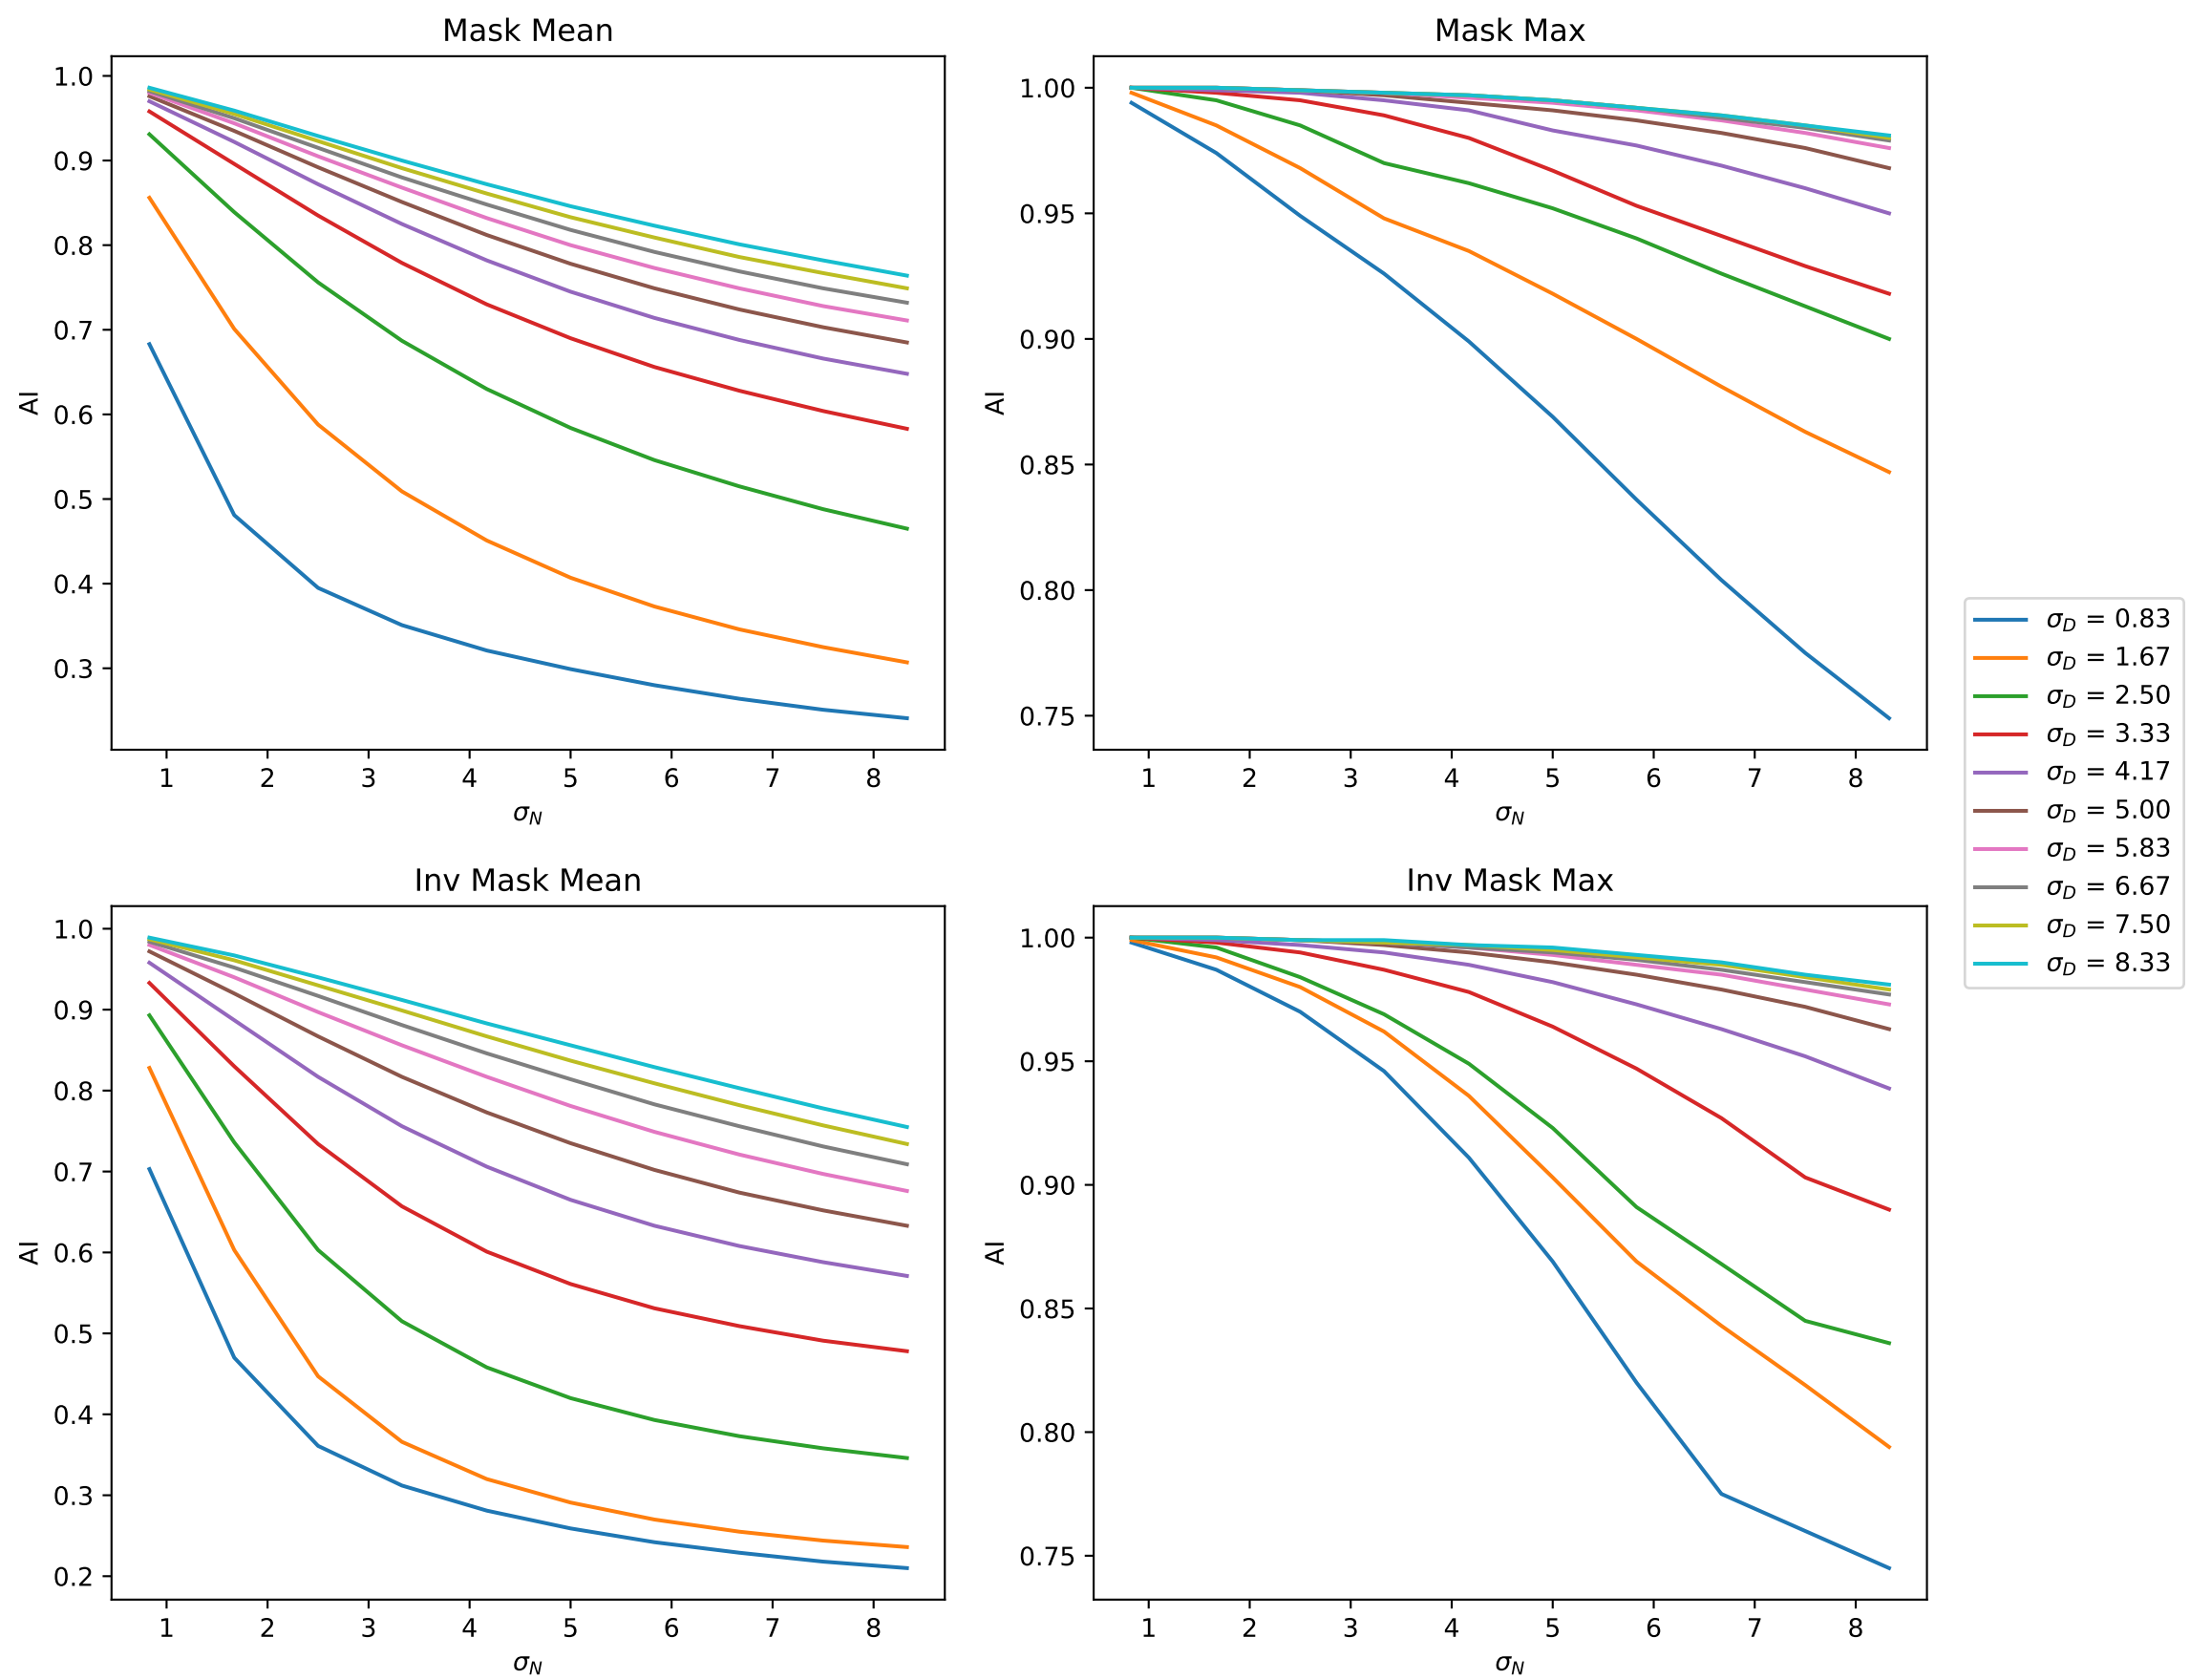 Mask Mean
1.0
0.9
0.8
0.7
0.6
0.5
0.4
0.3
AI
1 2 3 4 5 6 7 8
σN
Mask Max
1.00
0.95
0.90
0.85
0.80
0.75
AI
1 2 3 4 5 6 7 8
σN
Inv Mask Mean
1.0
0.9
0.8
0.7
0.6
0.5
0.4
0.3
0.2
AI
1 2 3 4 5 6 7 8
σN
Inv Mask Max
1.00
0.95
0.90
0.85
0.80
0.75
AI
1 2 3 4 5 6 7 8
σN
σD = 0.83
σD = 1.67
σD = 2.50
σD = 3.33
σD = 4.17
σD = 5.00
σD = 5.83
σD = 6.67
σD = 7.50
σD = 8.33